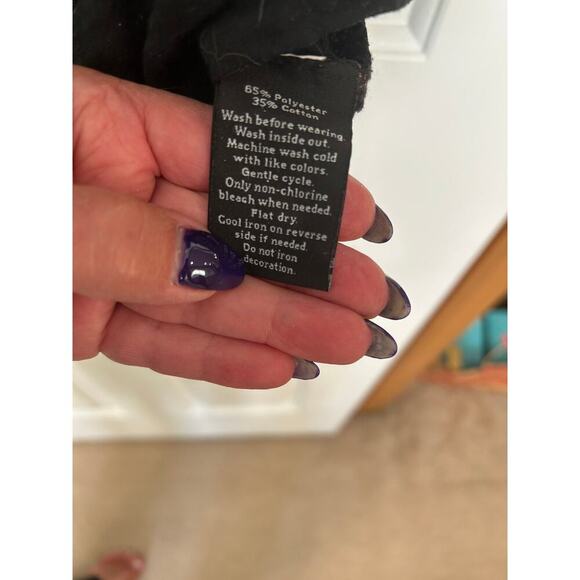 65% Polyester
35% Cotton
Wash before wearing.
Wash inside out.
Machine wash cold
with like colors.
Gentle cycle.
Only non-chlorine
bleach when needed.
Flat dry.
Cool iron on reverse
side if needed.
Do not iron
decoration.